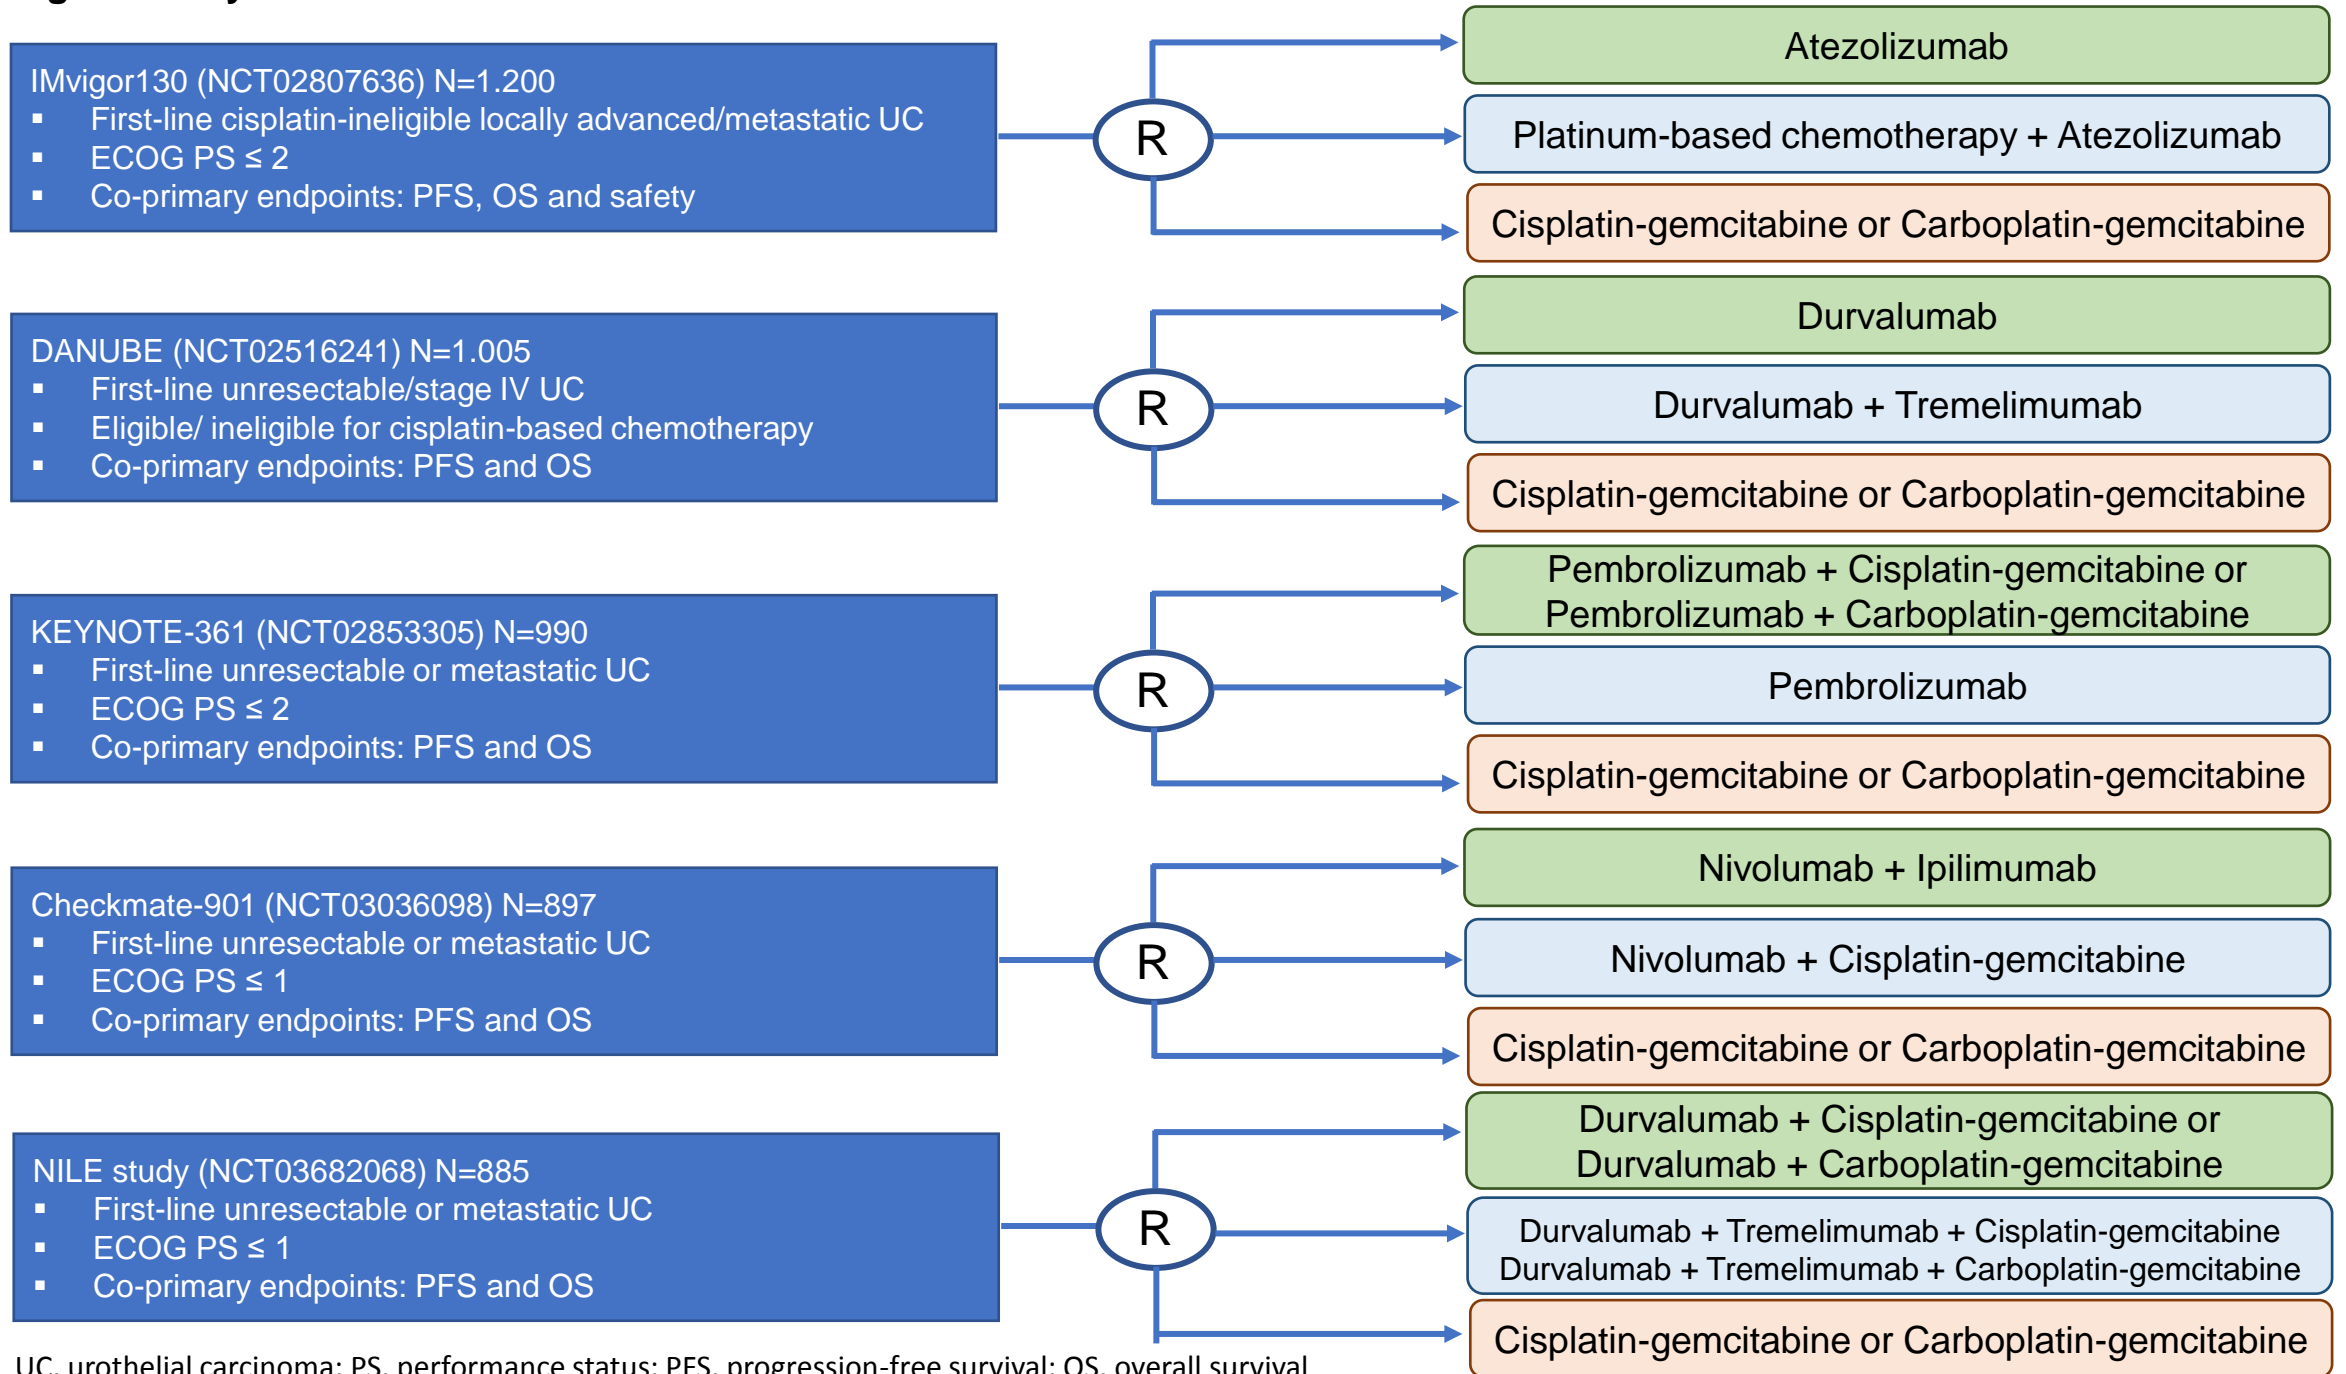 IMvigor130 (NCT02807636) N=1.200
▪ First-line cisplatin-ineligible locally advanced/metastatic UC
▪ ECOG PS ≤ 2
▪ Co-primary endpoints: PFS, OS and safety
R
Atezolizumab
Platinum-based chemotherapy + Atezolizumab
Cisplatin-gemcitabine or Carboplatin-gemcitabine
DANUBE (NCT02516241) N=1.005
▪ First-line unresectable/stage IV UC
▪ Eligible/ ineligible for cisplatin-based chemotherapy
▪ Co-primary endpoints: PFS and OS
R
Durvalumab
Durvalumab + Tremelimumab
Cisplatin-gemcitabine or Carboplatin-gemcitabine
KEYNOTE-361 (NCT02853305) N=990
▪ First-line unresectable or metastatic UC
▪ ECOG PS ≤ 2
▪ Co-primary endpoints: PFS and OS
R
Pembrolizumab + Cisplatin-gemcitabine or
Pembrolizumab + Carboplatin-gemcitabine
Pembrolizumab
Cisplatin-gemcitabine or Carboplatin-gemcitabine
Checkmate-901 (NCT03036098) N=897
▪ First-line unresectable or metastatic UC
▪ ECOG PS ≤ 1
▪ Co-primary endpoints: PFS and OS
R
Nivolumab + Ipilimumab
Nivolumab + Cisplatin-gemcitabine
Cisplatin-gemcitabine or Carboplatin-gemcitabine
NILE study (NCT03682068) N=885
▪ First-line unresectable or metastatic UC
▪ ECOG PS ≤ 1
▪ Co-primary endpoints: PFS and OS
R
Durvalumab + Cisplatin-gemcitabine or
Durvalumab + Carboplatin-gemcitabine
Durvalumab + Tremelimumab + Cisplatin-gemcitabine
Durvalumab + Tremelimumab + Carboplatin-gemcitabine
Cisplatin-gemcitabine or Carboplatin-gemcitabine
UC, urothelial carcinoma; PS, performance status; PFS, progression-free survival; OS, overall survival